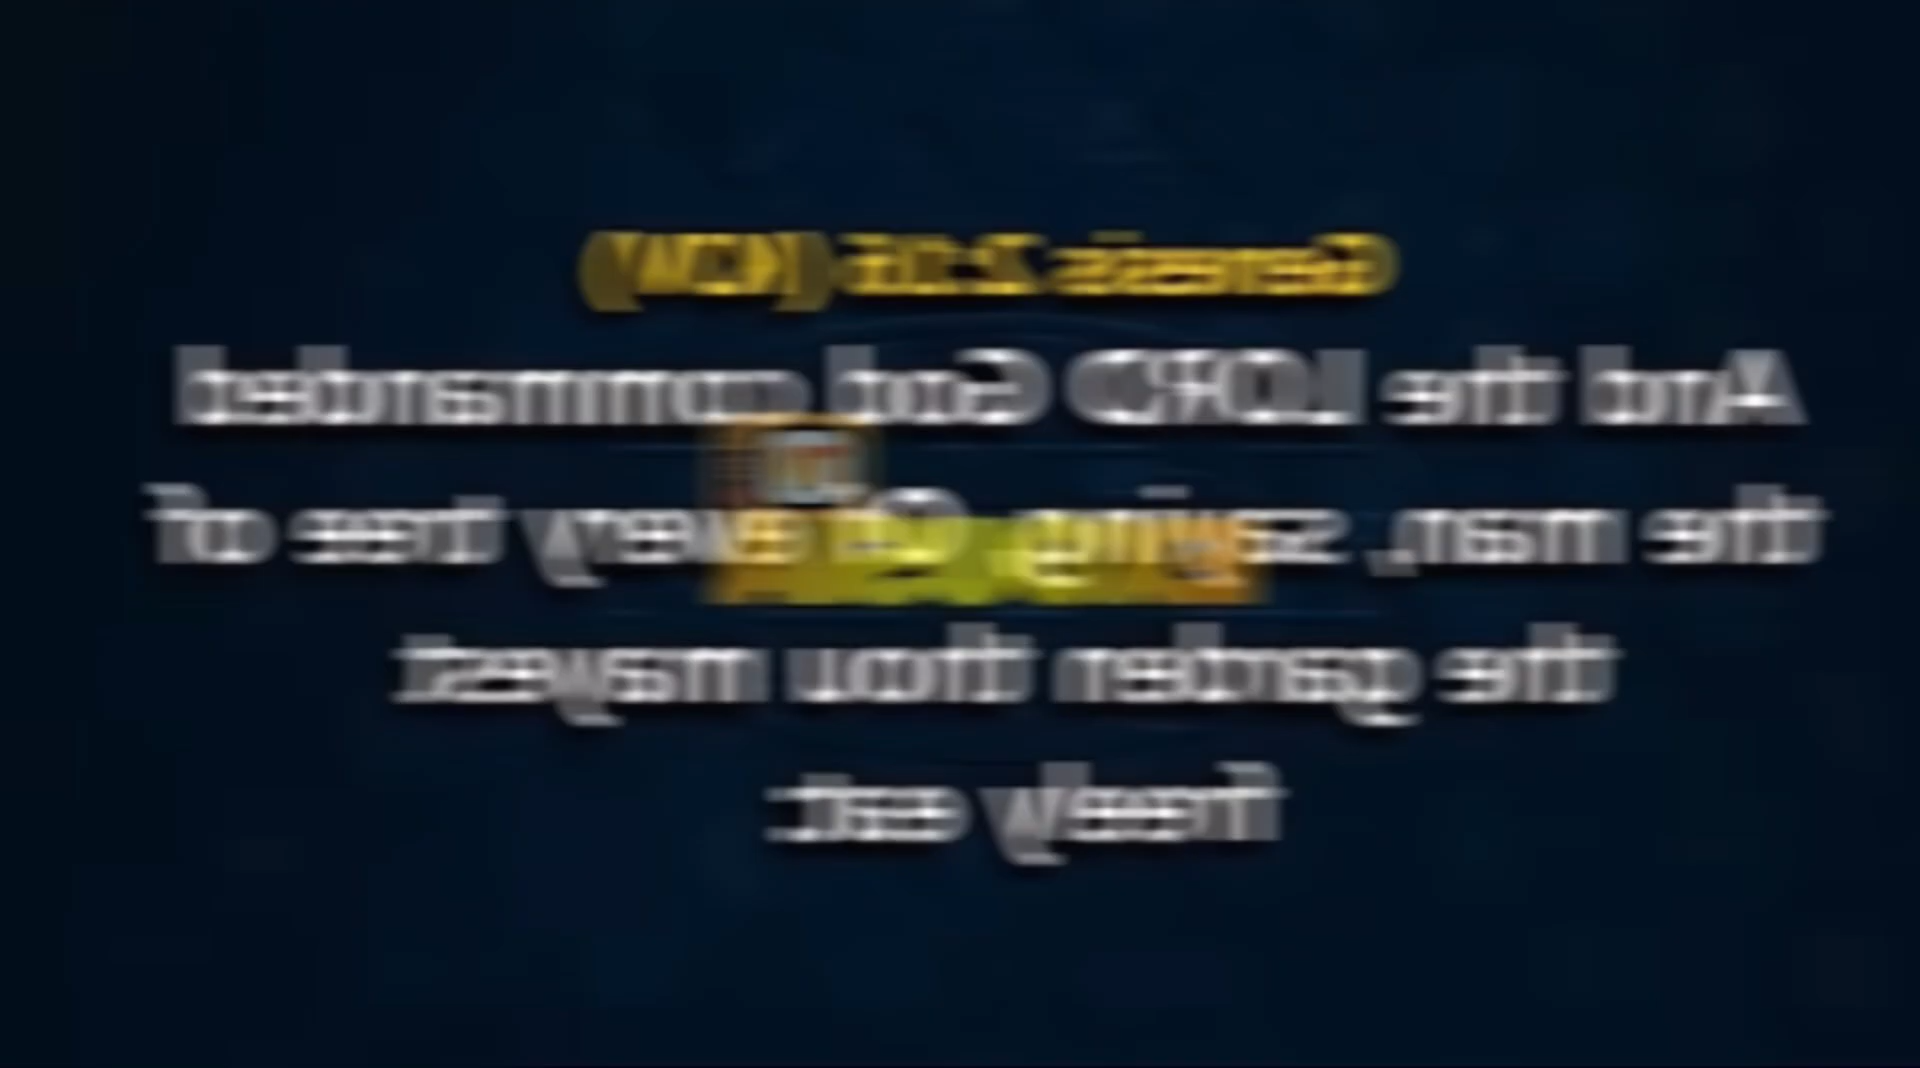 Genesis 2:16 (KJV)
And the LORD God commanded
the man, saying, Of every tree of
the garden thou mayest
freely eat: